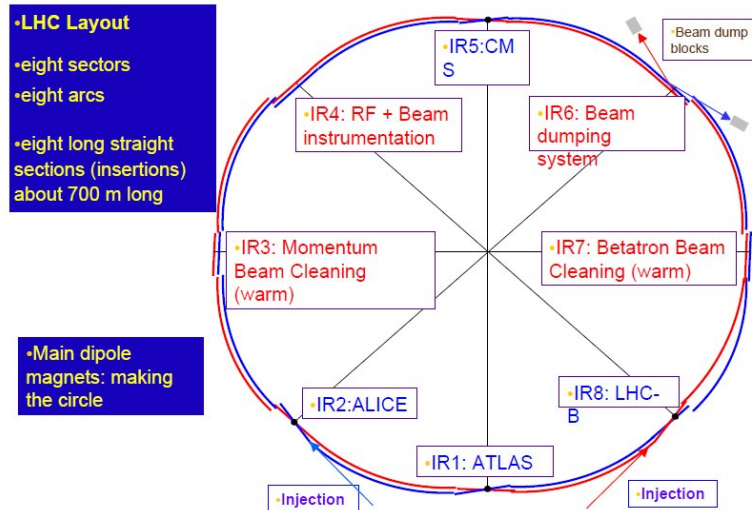 •LHC Layout
•eight sectors
•eight arcs
•eight long straight
sections (insertions)
about 700 m long
•IR5:CM
S
•Beam dump
blocks
•IR4: RF + Beam
instrumentation
•IR6: Beam
dumping
system
•IR3: Momentum
Beam Cleaning
(warm)
•IR7: Betatron Beam
Cleaning (warm)
•Main dipole
magnets: making
the circle
•IR2:ALICE
•IR8: LHC-
B
•IR1: ATLAS
•Injection
•Injection